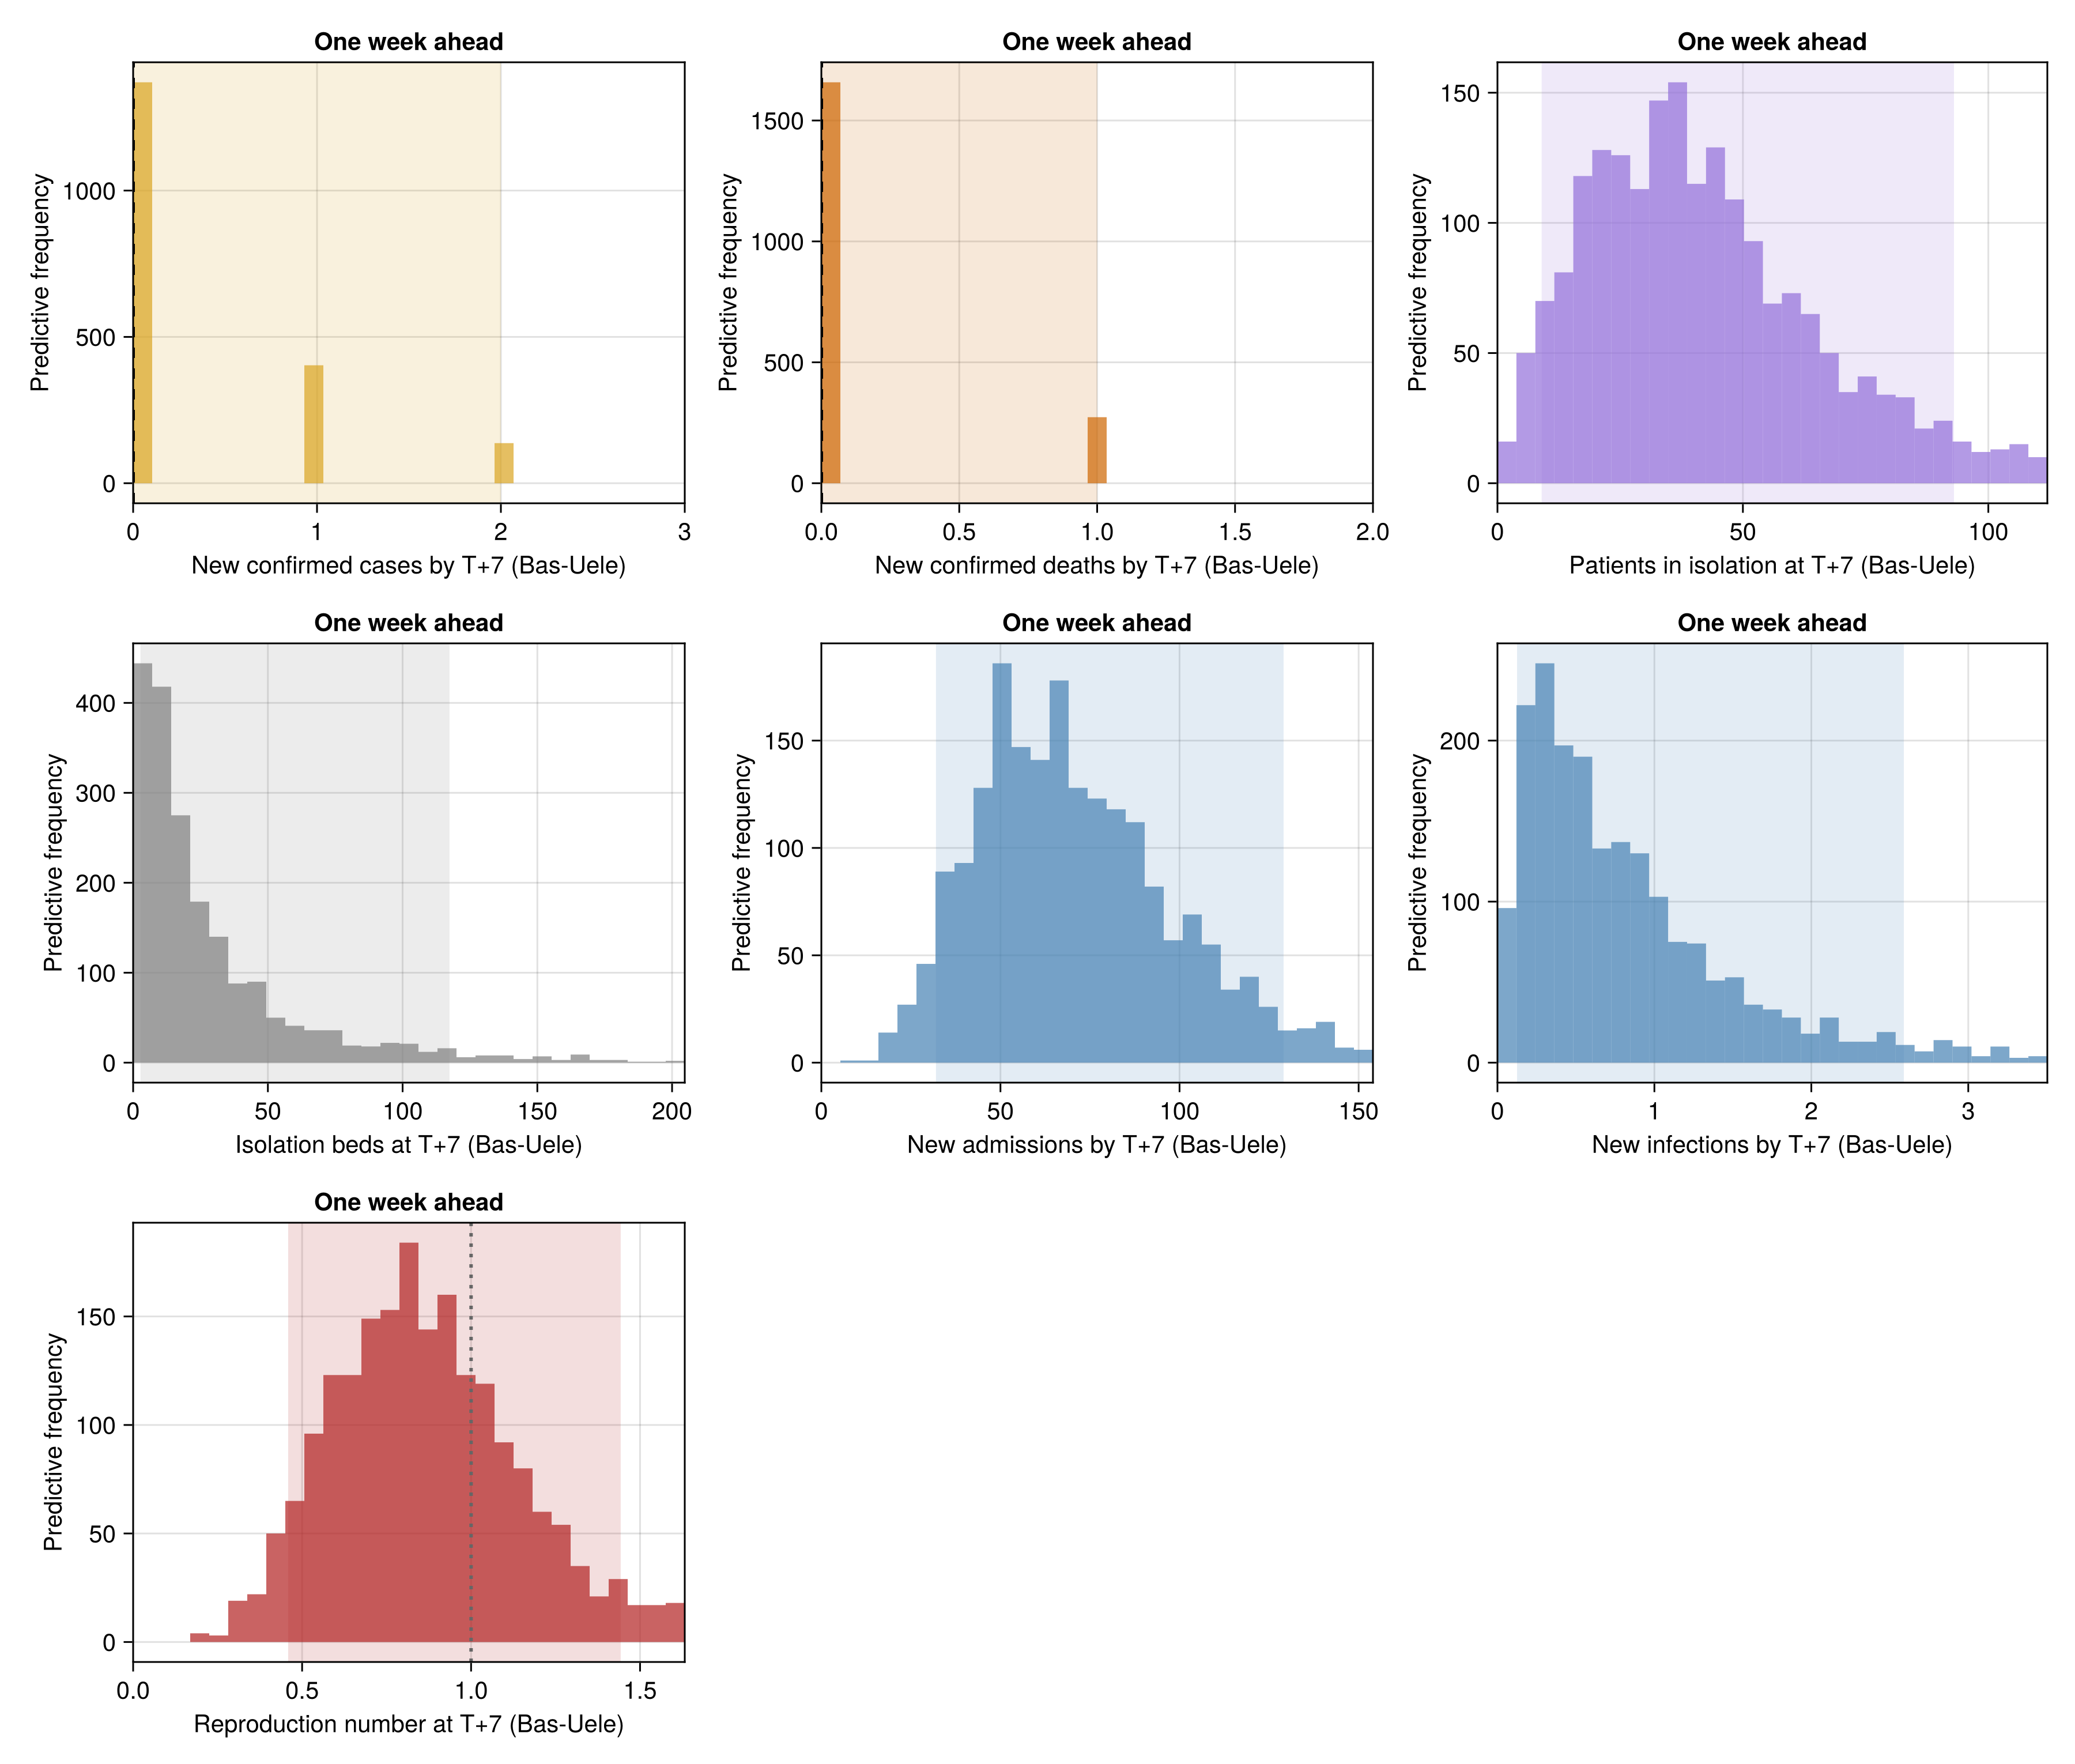 One week ahead
One week ahead
One week ahead
Predictive frequency
1000
500
0
0
1
2
3
New confirmed cases by T+7 (Bas-Uele)
Predictive frequency
1500
1000
500
0
0.0
0.5
1.0
1.5
2.0
New confirmed deaths by T+7 (Bas-Uele)
Predictive frequency
150
100
50
0
0
50
100
Patients in isolation at T+7 (Bas-Uele)
One week ahead
One week ahead
One week ahead
Predictive frequency
400
300
200
100
0
0
50
100
150
200
Isolation beds at T+7 (Bas-Uele)
Predictive frequency
150
100
50
0
0
50
100
150
New admissions by T+7 (Bas-Uele)
Predictive frequency
200
100
0
0
1
2
3
New infections by T+7 (Bas-Uele)
One week ahead
Predictive frequency
150
100
50
0
0.0
0.5
1.0
1.5
Reproduction number at T+7 (Bas-Uele)